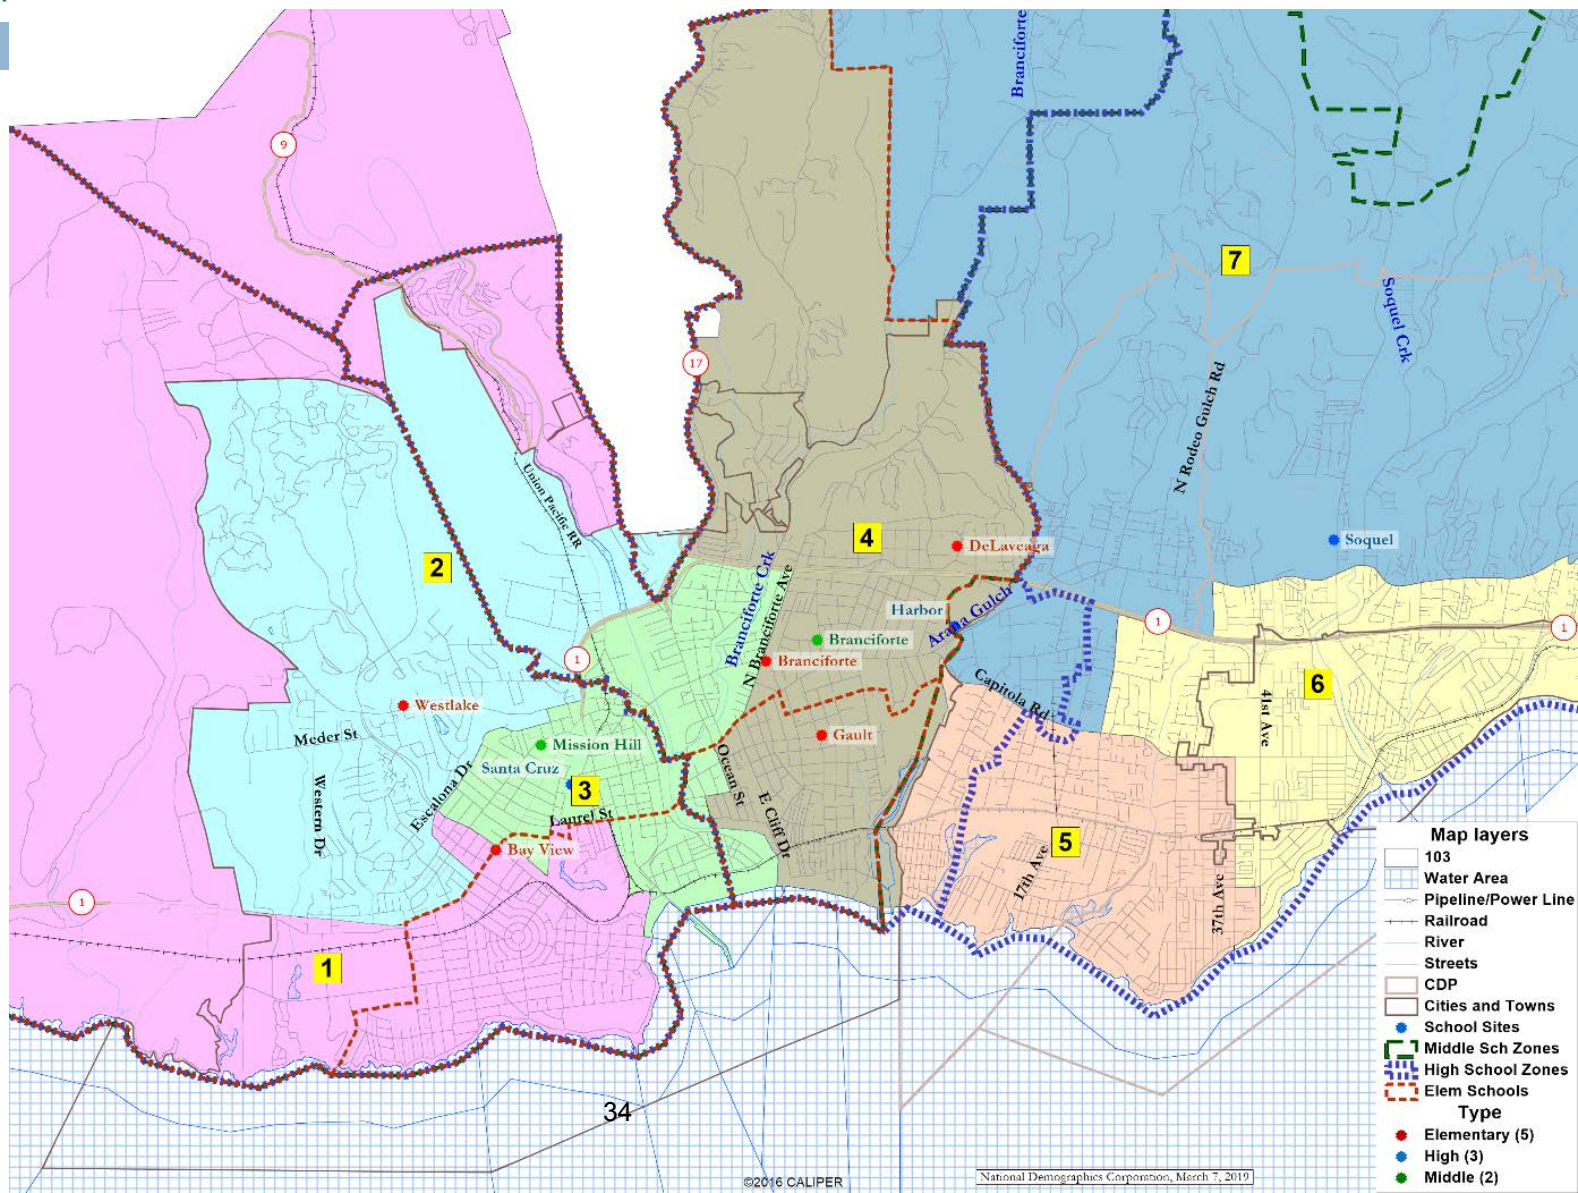 Branciforte
9
7
Soquel Crk
17
N Rodeo Gulch Rd
Union Pacific RR
4
DeLaveaga
Soquel
2
Branciforte Crk
N Branciforte Ave
Harbor
Arana Gulch
1
1
Branciforte
Branciforte
1
Westlake
Capitola Rd
6
41st Ave
Meder St
Mission Hill
Gault
Santa Cruz
Ocean St
Western Dr
Escalona Dr
3
Laurel St
E Cliff Dr
Bay View
5
17th Ave
37th Ave
1
1
34
Map layers
103
Water Area
Pipeline/Power Line
Railroad
River
Streets
CDP
Cities and Towns
School Sites
Middle Sch Zones
High School Zones
Elem Schools
Type
Elementary (5)
High (3)
Middle (2)
©2016 CALIPER
National Demographics Corporation, March 7, 2019